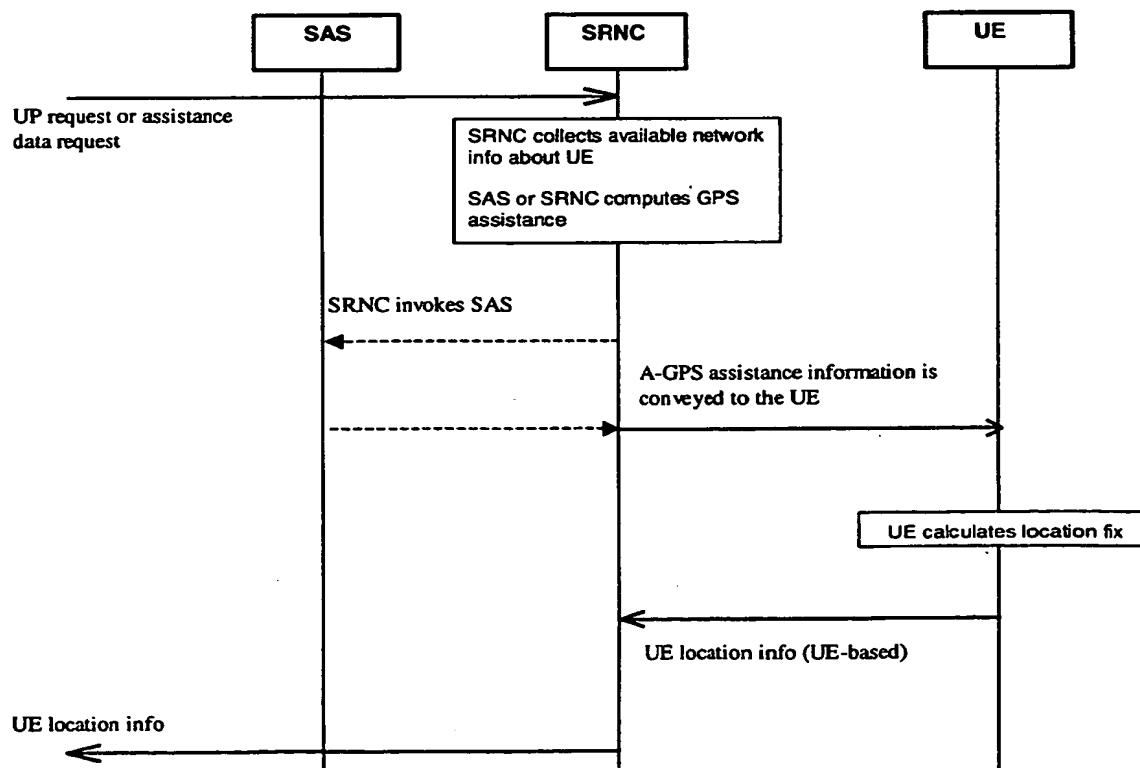 SAS
SRNC
UE
UP request or assistance
data request
SRNC collects available network
info about UE
SAS or SRNC computes GPS
assistance
SRNC invokes SAS
A-GPS assistance information is
conveyed to the UE
UE calculates location fix
UE location info (UE-based)
UE location info